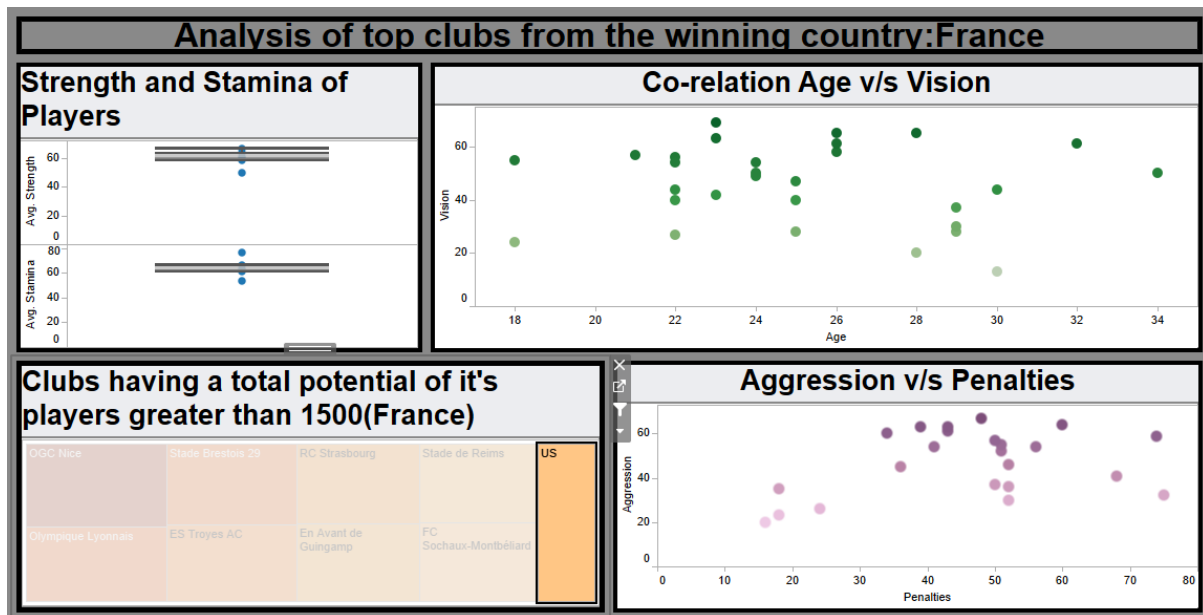 Analysis of top clubs from the winning country:France
Strength and Stamina of
Players
Avg. Strength
60
40
20
0
Avg. Stamina
80
60
40
20
0
Co-relation Age v/s Vision
Vision
60
40
20
0
18 20 22 24 26 28 30 32 34
Age
Clubs having a total potential of it's
players greater than 1500(France)
OGC Nice
Stade Brestois 29
RC Strasbourg
Stade de Reims
US
Olympique Lyonnais
ES Troyes AC
En Avant de
Guingamp
FC
Sochaux-Montbéliard
Aggression v/s Penalties
Aggression
60
40
20
0
0 10 20 30 40 50 60 70 80
Penalties